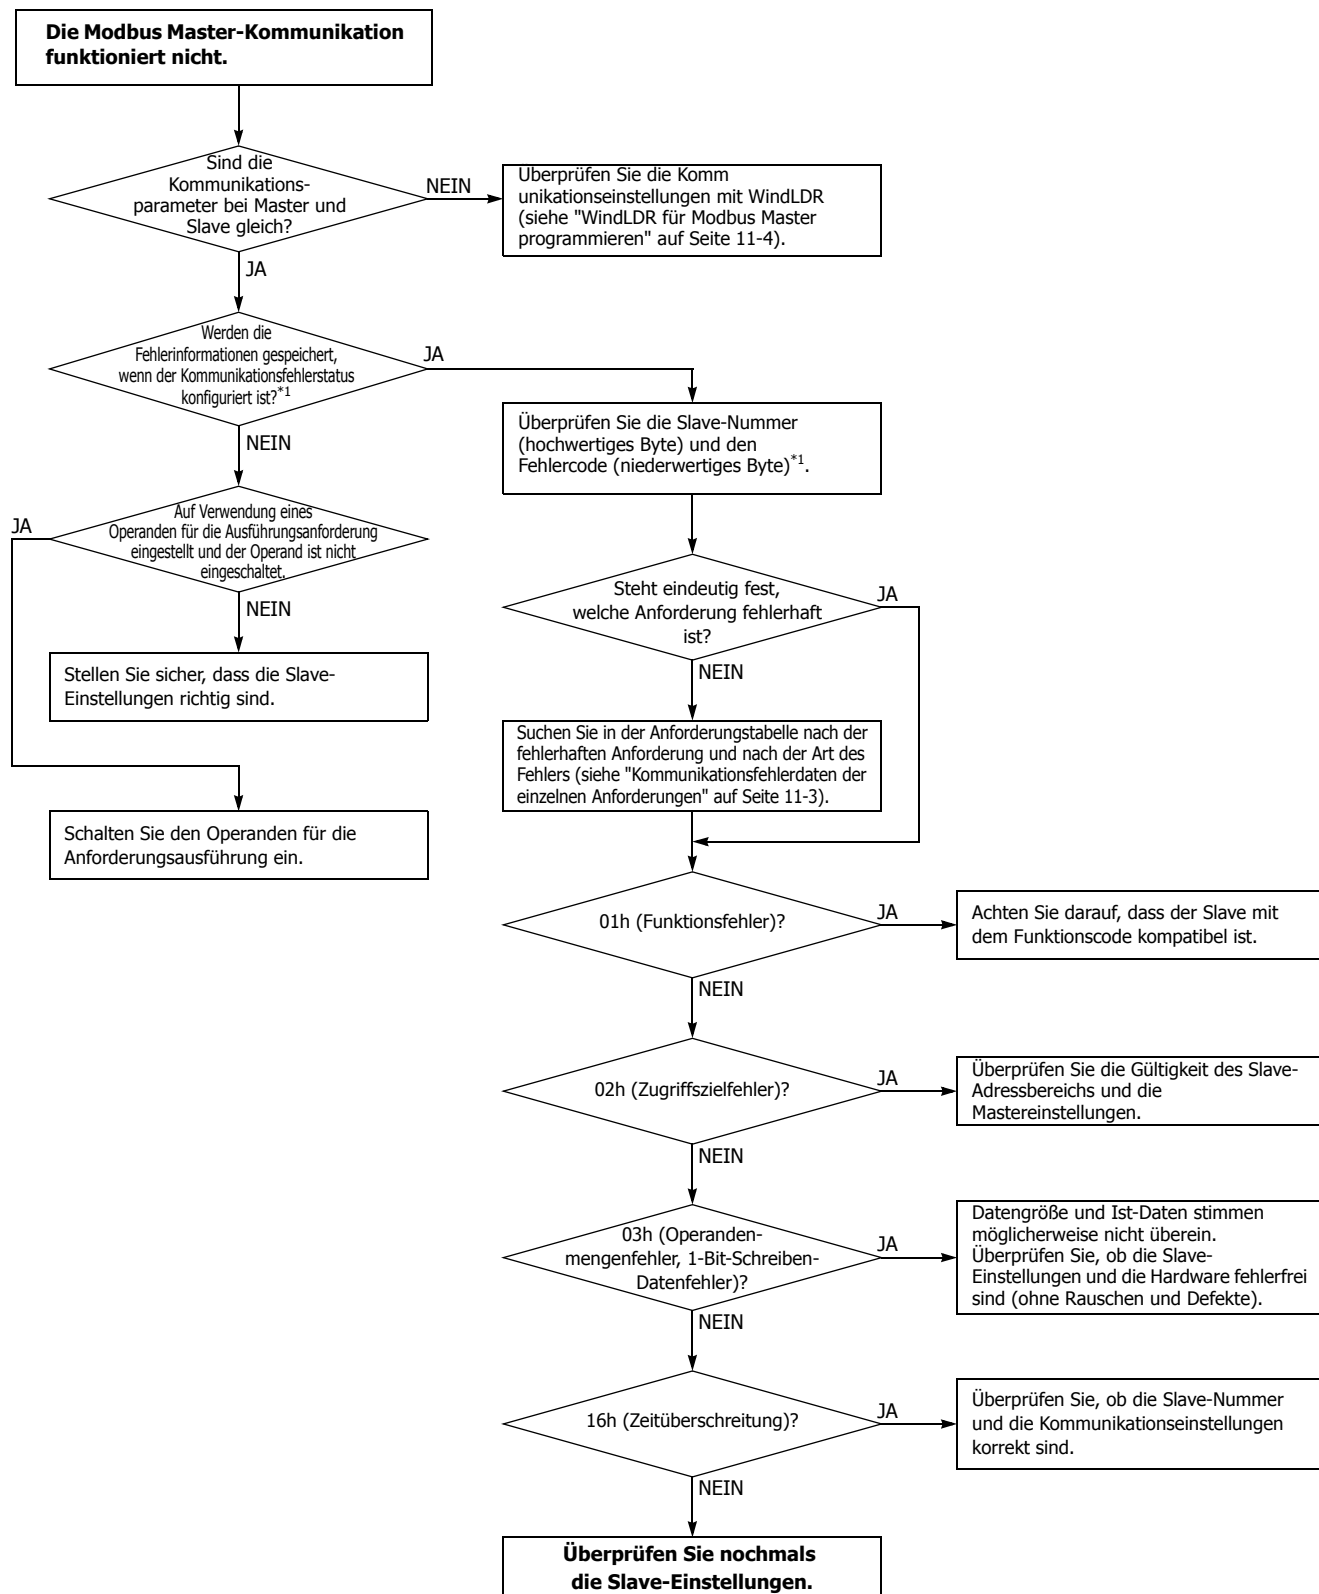 Die Modbus Master-Kommunikation
funktioniert nicht.
Sind die
Kommunikations-
parameter bei Master und
Slave gleich?
NEIN
Überprüfen Sie die Komm
unikationseinstellungen mit WindLDR
(siehe "WindLDR für Modbus Master
programmieren" auf Seite 11-4).
JA
Werden die
Fehlerinformationen gespeichert,
wenn der Kommunikationsfehlerstatus
konfiguriert ist?*1
JA
Überprüfen Sie die Slave-Nummer
(hochwertiges Byte) und den
Fehlercode (niederwertiges Byte)*1.
NEIN
Auf Verwendung eines
Operanden für die Ausführungsanforderung
eingestellt und der Operand ist nicht
eingeschaltet.
JA
NEIN
Stellen Sie sicher, dass die Slave-
Einstellungen richtig sind.
Schalten Sie den Operanden für die
Anforderungsausführung ein.
Steht eindeutig fest,
welche Anforderung fehlerhaft
ist?
JA
NEIN
Suchen Sie in der Anforderungstabelle nach der
fehlerhaften Anforderung und nach der Art des
Fehlers (siehe "Kommunikationsfehlerdaten der
einzelnen Anforderungen" auf Seite 11-3).
01h (Funktionsfehler)?
JA
Achten Sie darauf, dass der Slave mit
dem Funktionscode kompatibel ist.
NEIN
02h (Zugriffszielfehler)?
JA
Überprüfen Sie die Gültigkeit des Slave-
Adressbereichs und die
Mastereinstellungen.
NEIN
03h (Operanden-
mengenfehler, 1-Bit-Schreiben-
Datenfehler)?
JA
Datengröße und Ist-Daten stimmen
möglicherweise nicht überein.
Überprüfen Sie, ob die Slave-
Einstellungen und die Hardware fehlerfrei
sind (ohne Rauschen und Defekte).
NEIN
16h (Zeitüberschreitung)?
JA
Überprüfen Sie, ob die Slave-Nummer
und die Kommunikationseinstellungen
korrekt sind.
NEIN
Überprüfen Sie nochmals
die Slave-Einstellungen.